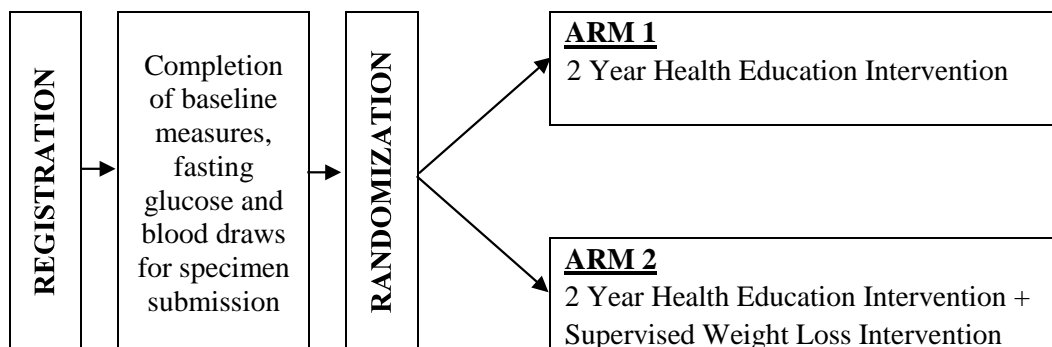 REGISTRATION
Completion
of baseline
measures,
fasting
glucose and
blood draws
for specimen
submission
RANDOMIZATION
ARM 1
2 Year Health Education Intervention
ARM 2
2 Year Health Education Intervention +
Supervised Weight Loss Intervention